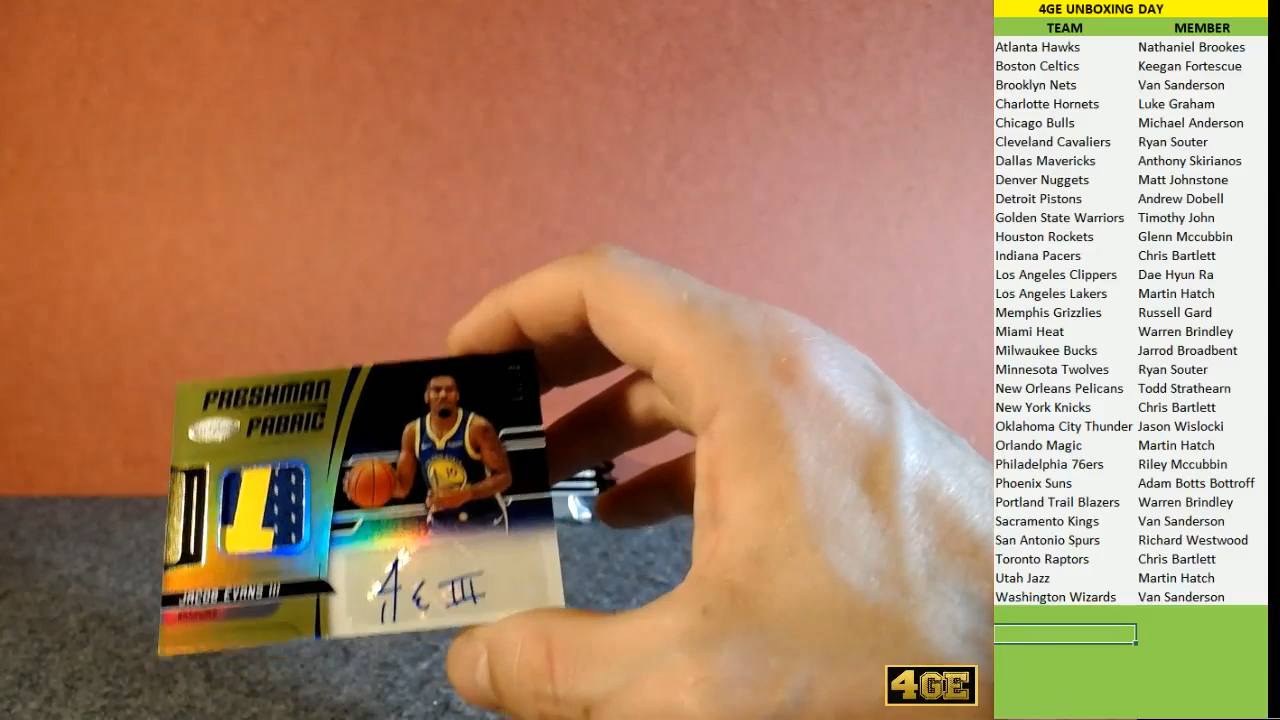 FRESHMAN
FABRIC
JACOB EVANS III
4GE UNBOXING DAY
TEAM MEMBER
Atlanta Hawks Nathaniel Brookes
Boston Celtics Keegan Fortescue
Brooklyn Nets Van Sanderson
Charlotte Hornets Luke Graham
Chicago Bulls Michael Anderson
Cleveland Cavaliers Ryan Souter
Dallas Mavericks Anthony Skirianos
Denver Nuggets Matt Johnstone
Detroit Pistons Andrew Dobell
Golden State Warriors Timothy John
Houston Rockets Glenn Mccubbin
Indiana Pacers Chris Bartlett
Los Angeles Clippers Dae Hyun Ra
Los Angeles Lakers Martin Hatch
Memphis Grizzlies Russell Gard
Miami Heat Warren Brindley
Milwaukee Bucks Jarrod Broadbent
Minnesota Twolves Ryan Souter
New Orleans Pelicans Todd Strathearn
New York Knicks Chris Bartlett
Oklahoma City Thunder Jason Wislocki
Orlando Magic Martin Hatch
Philadelphia 76ers Riley Mccubbin
Phoenix Suns Adam Botts Bottroff
Portland Trail Blazers Warren Brindley
Sacramento Kings Van Sanderson
San Antonio Spurs Richard Westwood
Toronto Raptors Chris Bartlett
Utah Jazz Martin Hatch
Washington Wizards Van Sanderson
4GE